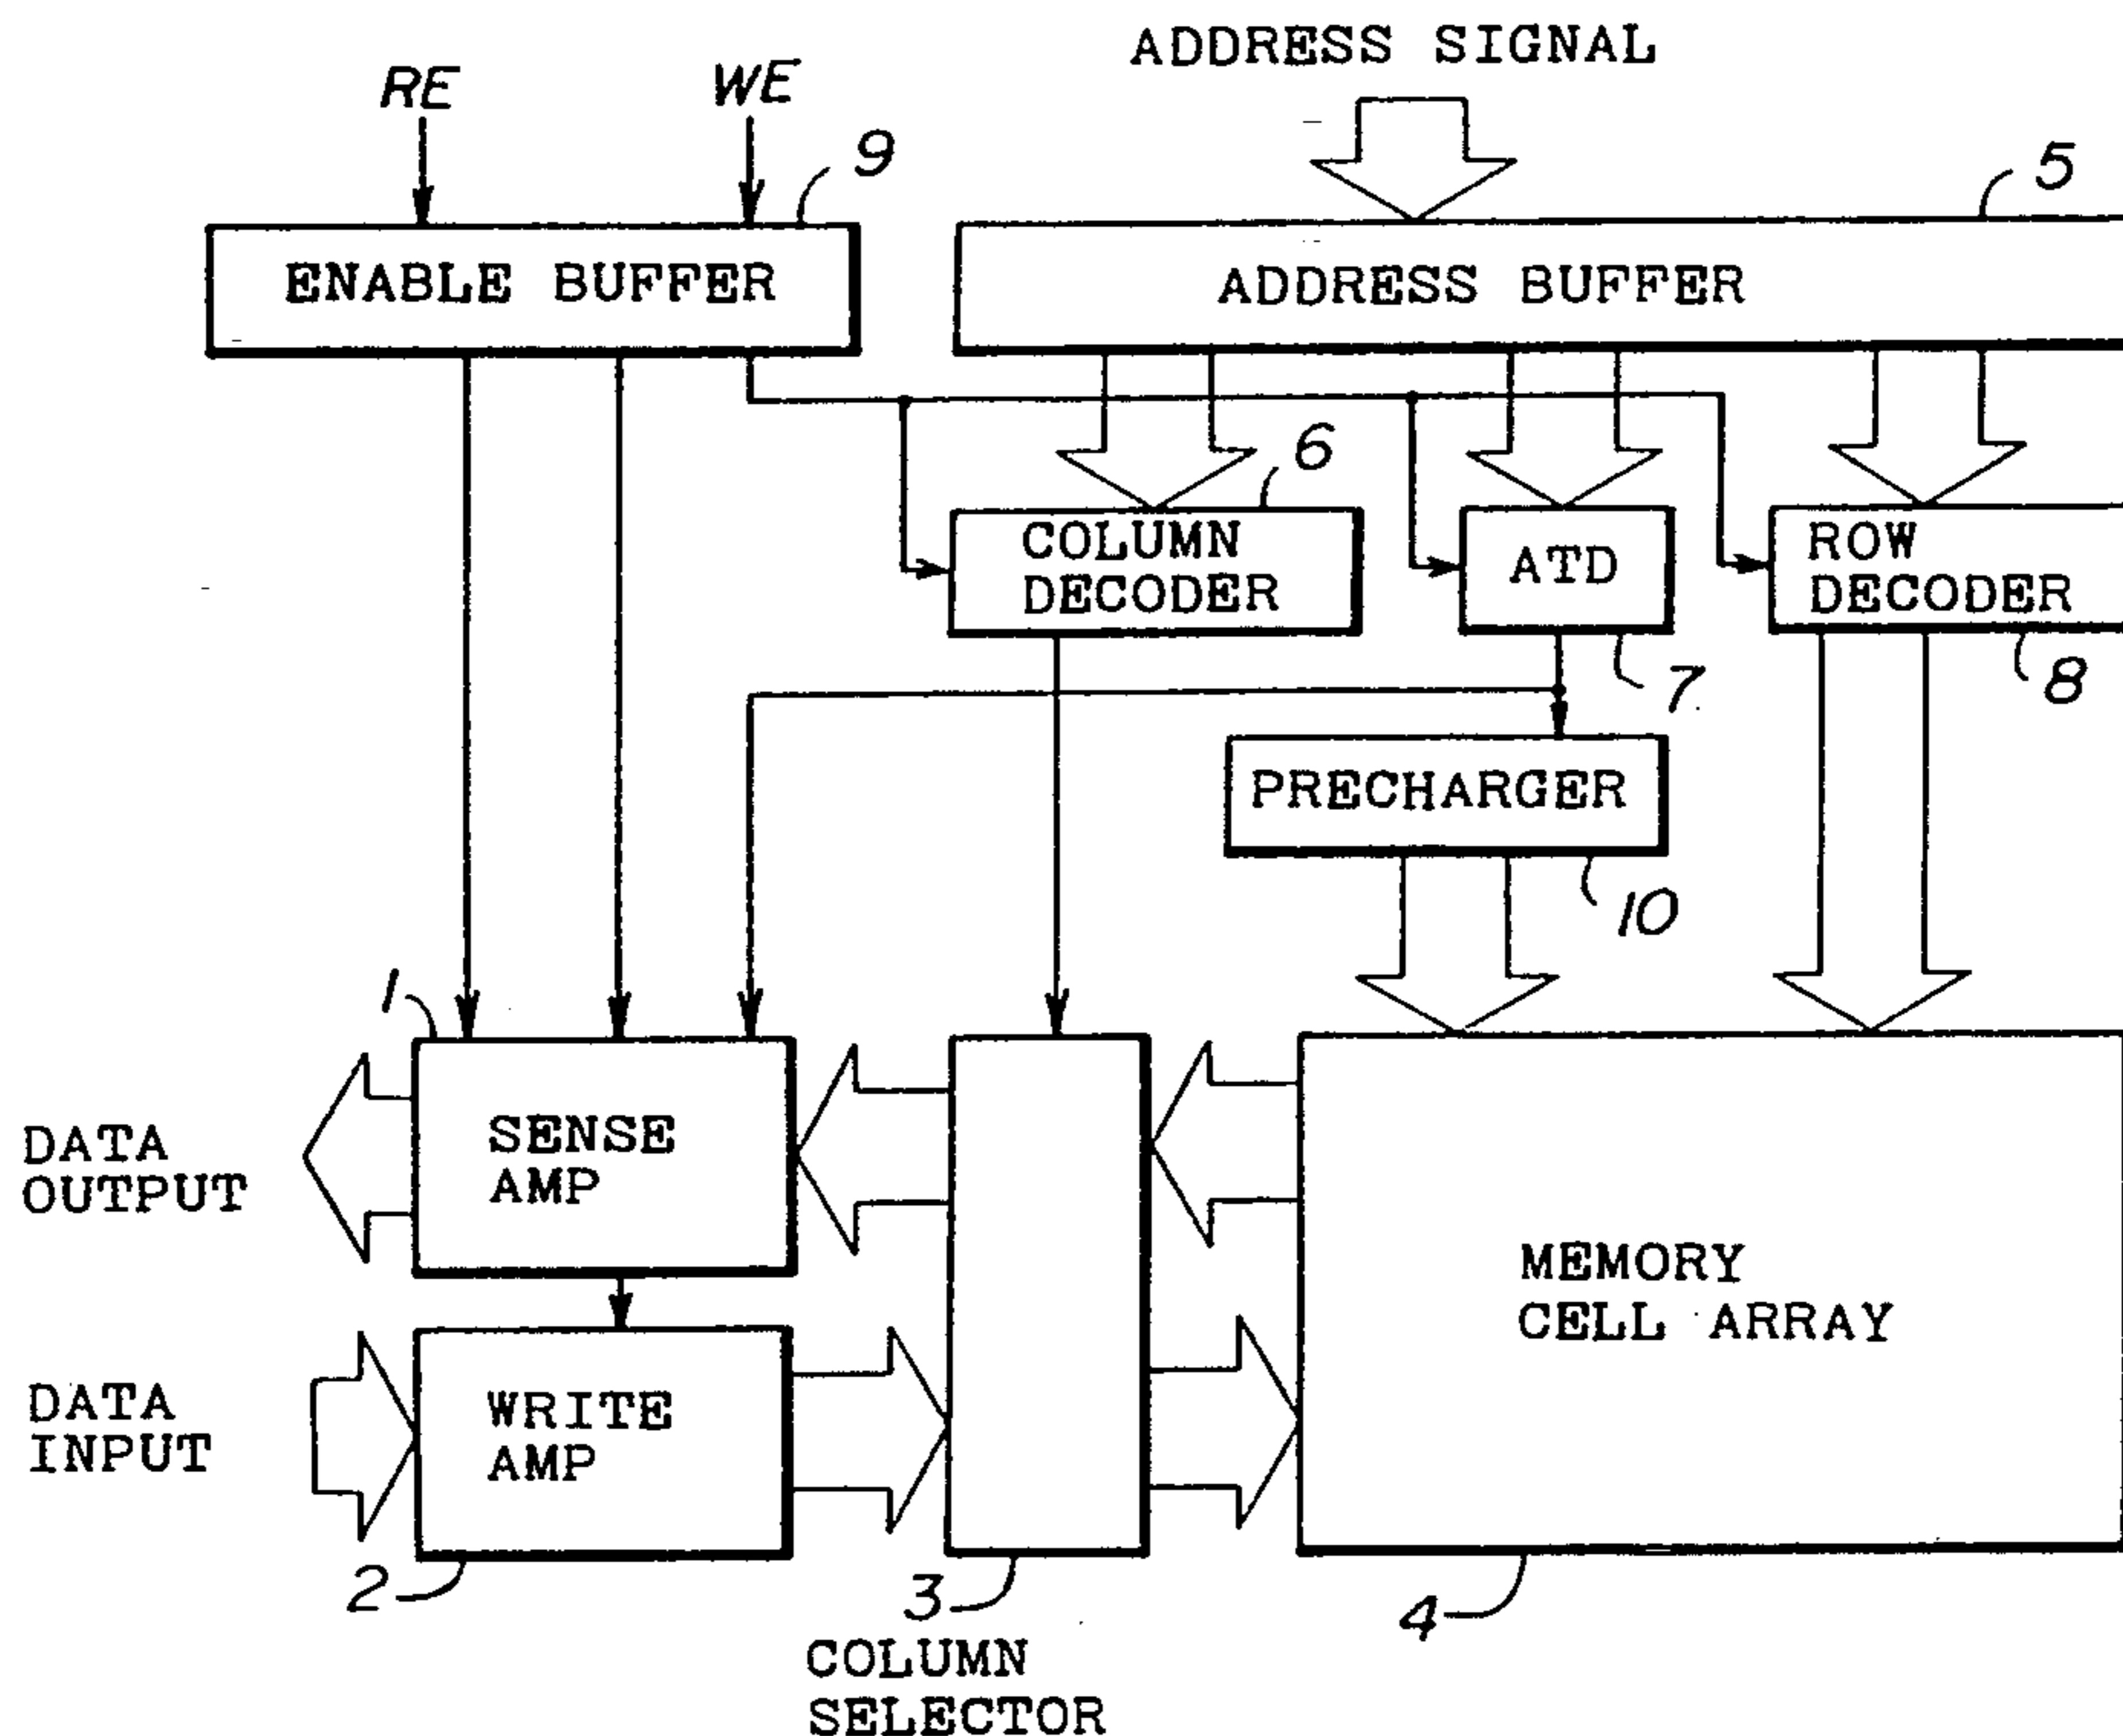 ADDRESS SIGNAL
RE
WE
9
5
ENABLE BUFFER
ADDRESS BUFFER
6
COLUMN
DECODER
ATD
ROW
DECODER
7
8
PRECHARGER
10
1
SENSE
AMP
DATA
OUTPUT
MEMORY
CELL ARRAY
DATA
INPUT
WRITE
AMP
2
3
4
COLUMN
SELECTOR